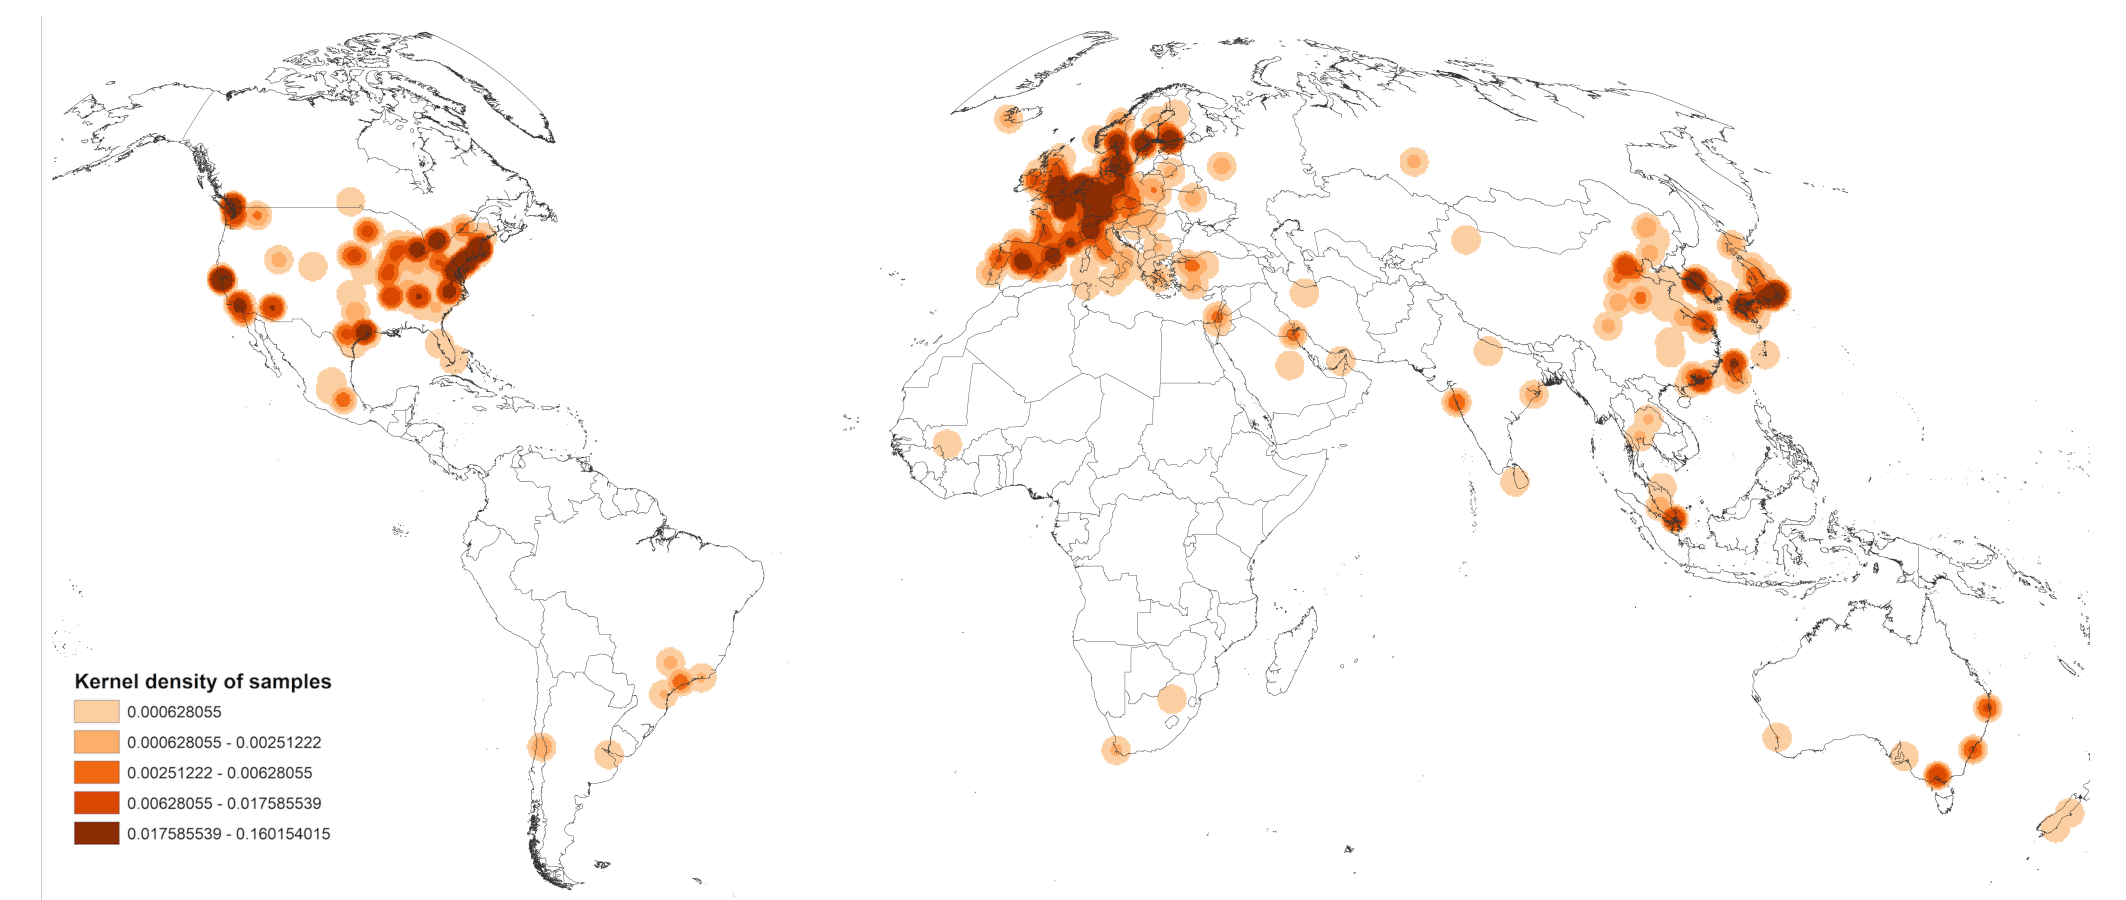 Kernel density of samples
0.000628055
0.000628055 - 0.00251222
0.00251222 - 0.00628055
0.00628055 - 0.017585539
0.017585539 - 0.160154015